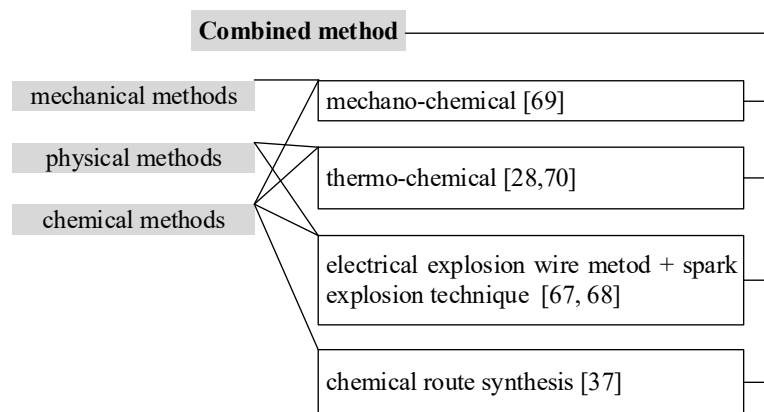 Combined method
mechanical methods
mechano-chemical [69]
physical methods
thermo-chemical [28,70]
chemical methods
electrical explosion wire metod + spark
explosion technique [67, 68]
chemical route synthesis [37]